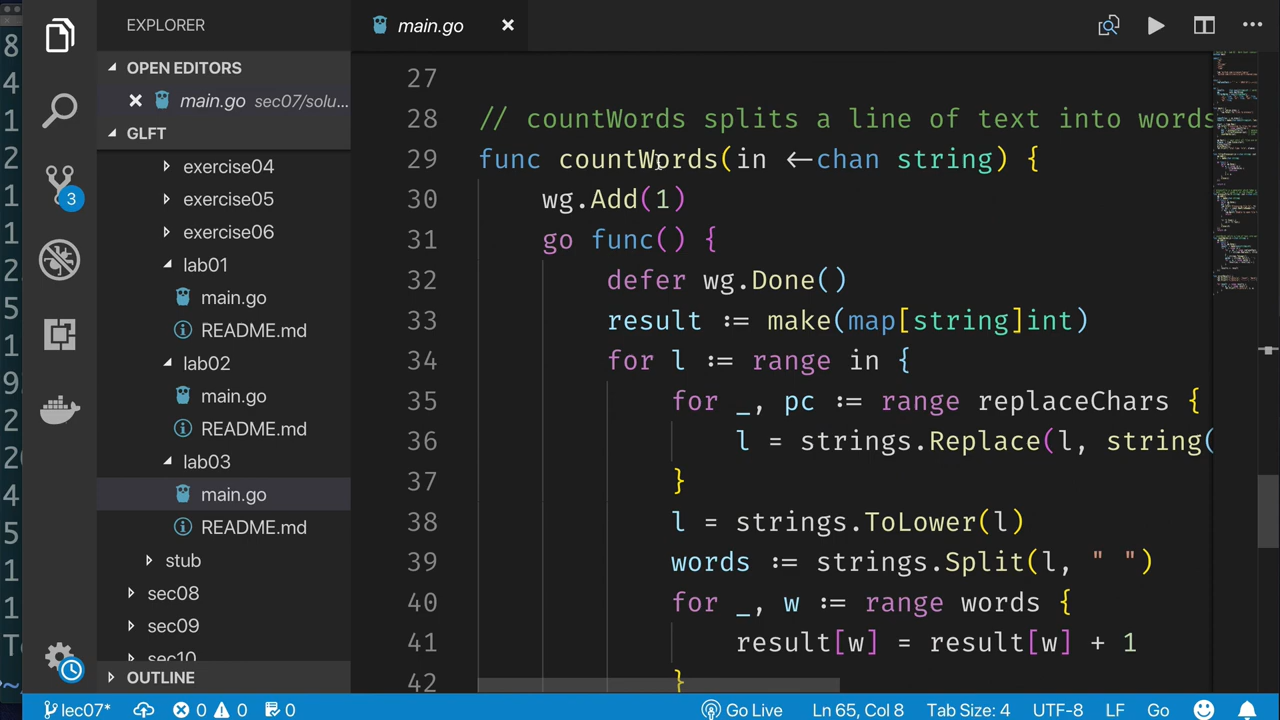 EXPLORER
OPEN EDITORS
main.go sec07/solu...
GLFT
exercise04
exercise05
exercise06
lab01
main.go
README.md
lab02
main.go
README.md
lab03
main.go
README.md
stub
sec08
sec09
sec10
OUTLINE
3
main.go
27
28 // countWords splits a line of text into words
29 func countWords(in <-chan string) {
30 wg.Add(1)
31 go func() {
32 defer wg.Done()
33 result := make(map[string]int)
34 for l := range in {
35 for _, pc := range replaceChars {
36 l = strings.Replace(l, string(
37 }
38 l = strings.ToLower(l)
39 words := strings.Split(l, " ")
40 for _, w := range words {
41 result[w] = result[w] + 1
42 }
lec07* 0 0 0 Go Live Ln 65, Col 8 Tab Size: 4 UTF-8 LF Go